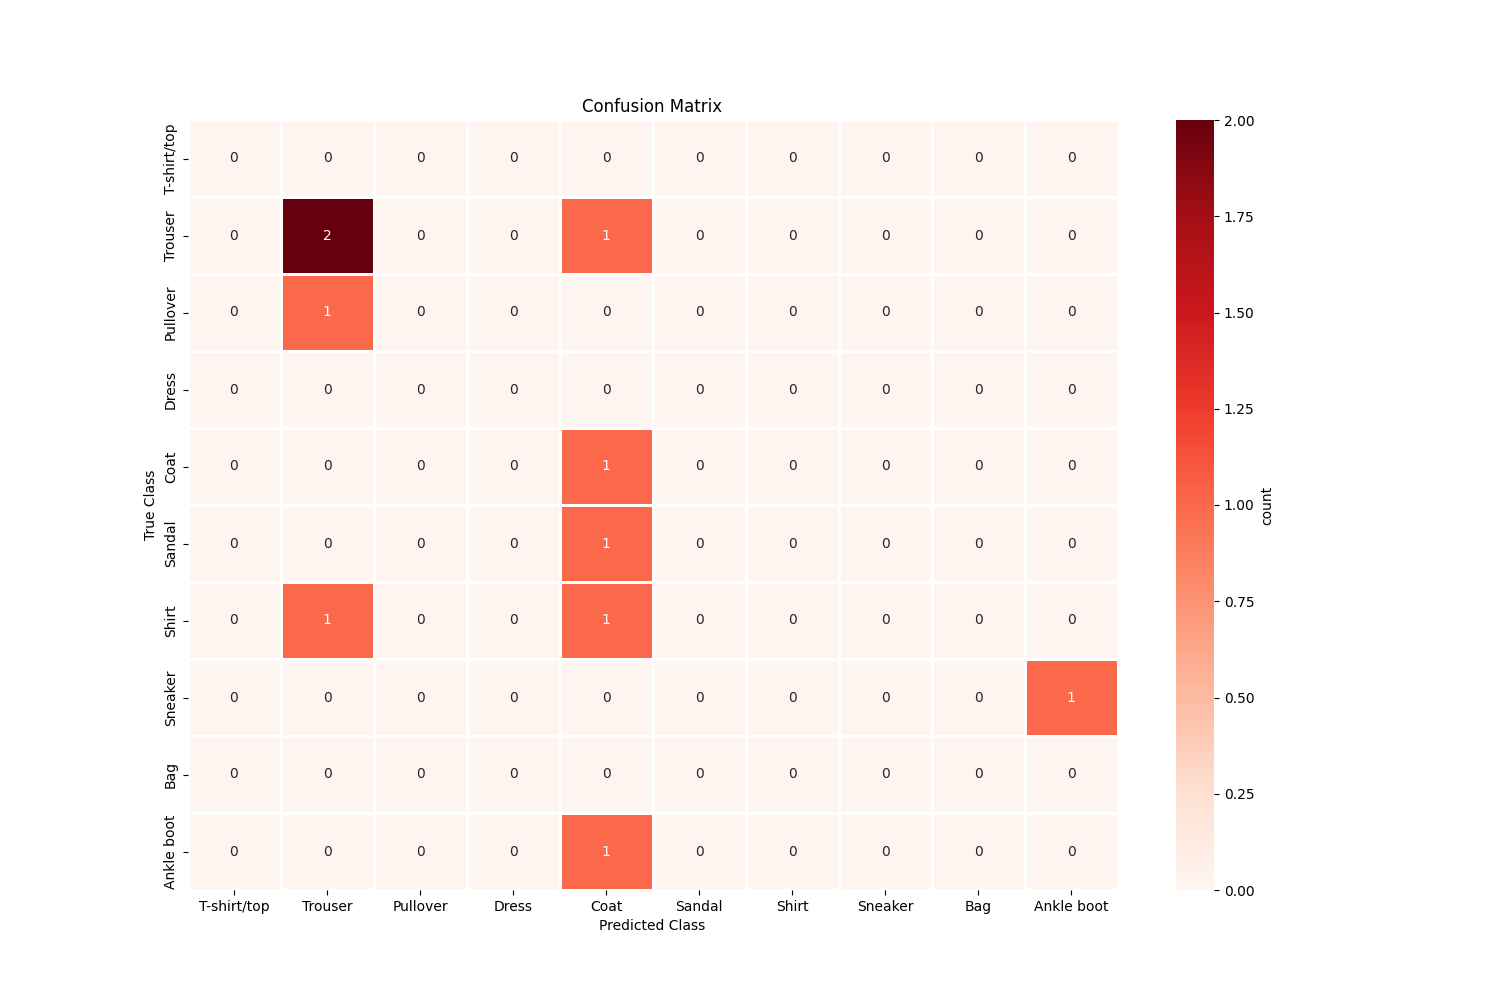 Confusion Matrix
T-shirt/top 0 0 0 0 0 0 0 0 0 0
Trouser 0 2 0 0 1 0 0 0 0 0
Pullover 0 1 0 0 0 0 0 0 0 0
Dress 0 0 0 0 0 0 0 0 0 0
Coat 0 0 0 0 1 0 0 0 0 0
Sandal 0 0 0 0 1 0 0 0 0 0
Shirt 0 1 0 0 1 0 0 0 0 0
Sneaker 0 0 0 0 0 0 0 0 0 1
Bag 0 0 0 0 0 0 0 0 0 0
Ankle boot 0 0 0 0 1 0 0 0 0 0
True Class
T-shirt/top Trouser Pullover Dress Coat Sandal Shirt Sneaker Bag Ankle boot
Predicted Class
2.00
1.75
1.50
1.25
1.00
0.75
0.50
0.25
0.00
count